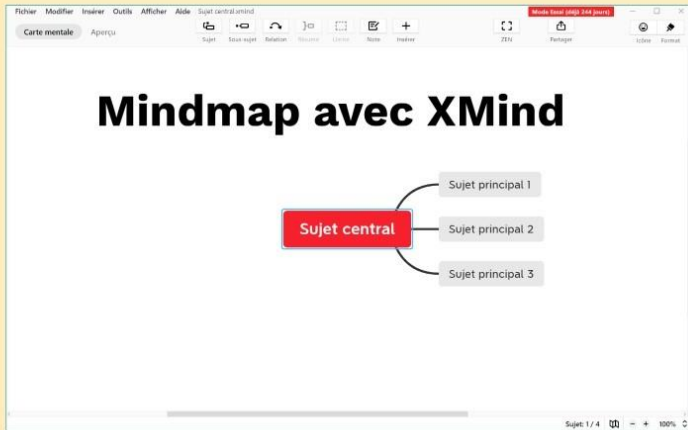 Fichier Modifier Insérer Outils Afficher Aide Sujet central.xmind Mode Essai (déjà 244 jours)
Carte mentale Aperçu
Sujet Sous-sujet Relation Résumé Limite Note Insérer ZEN Partager Icône Format
Mindmap avec XMind
Sujet principal 1
Sujet central Sujet principal 2
Sujet principal 3
Sujet: 1 / 4 100%